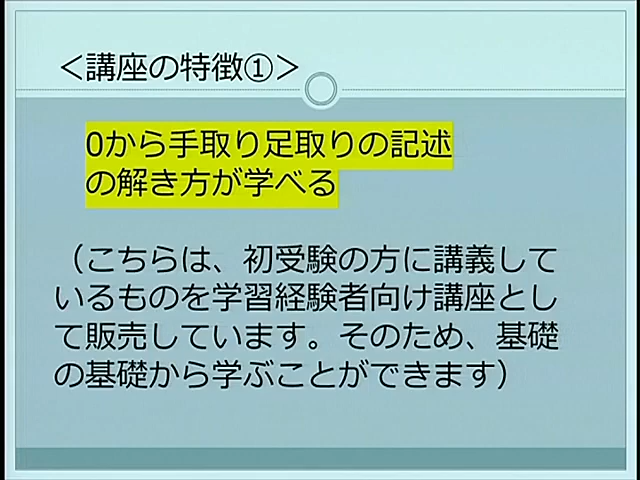 ＜講座の特徴①＞
0から手取り足取りの記述
の解き方が学べる
（こちらは、初受験の方に講義して
いるものを学習経験者向け講座とし
て販売しています。そのため、基礎
の基礎から学ぶことができます）